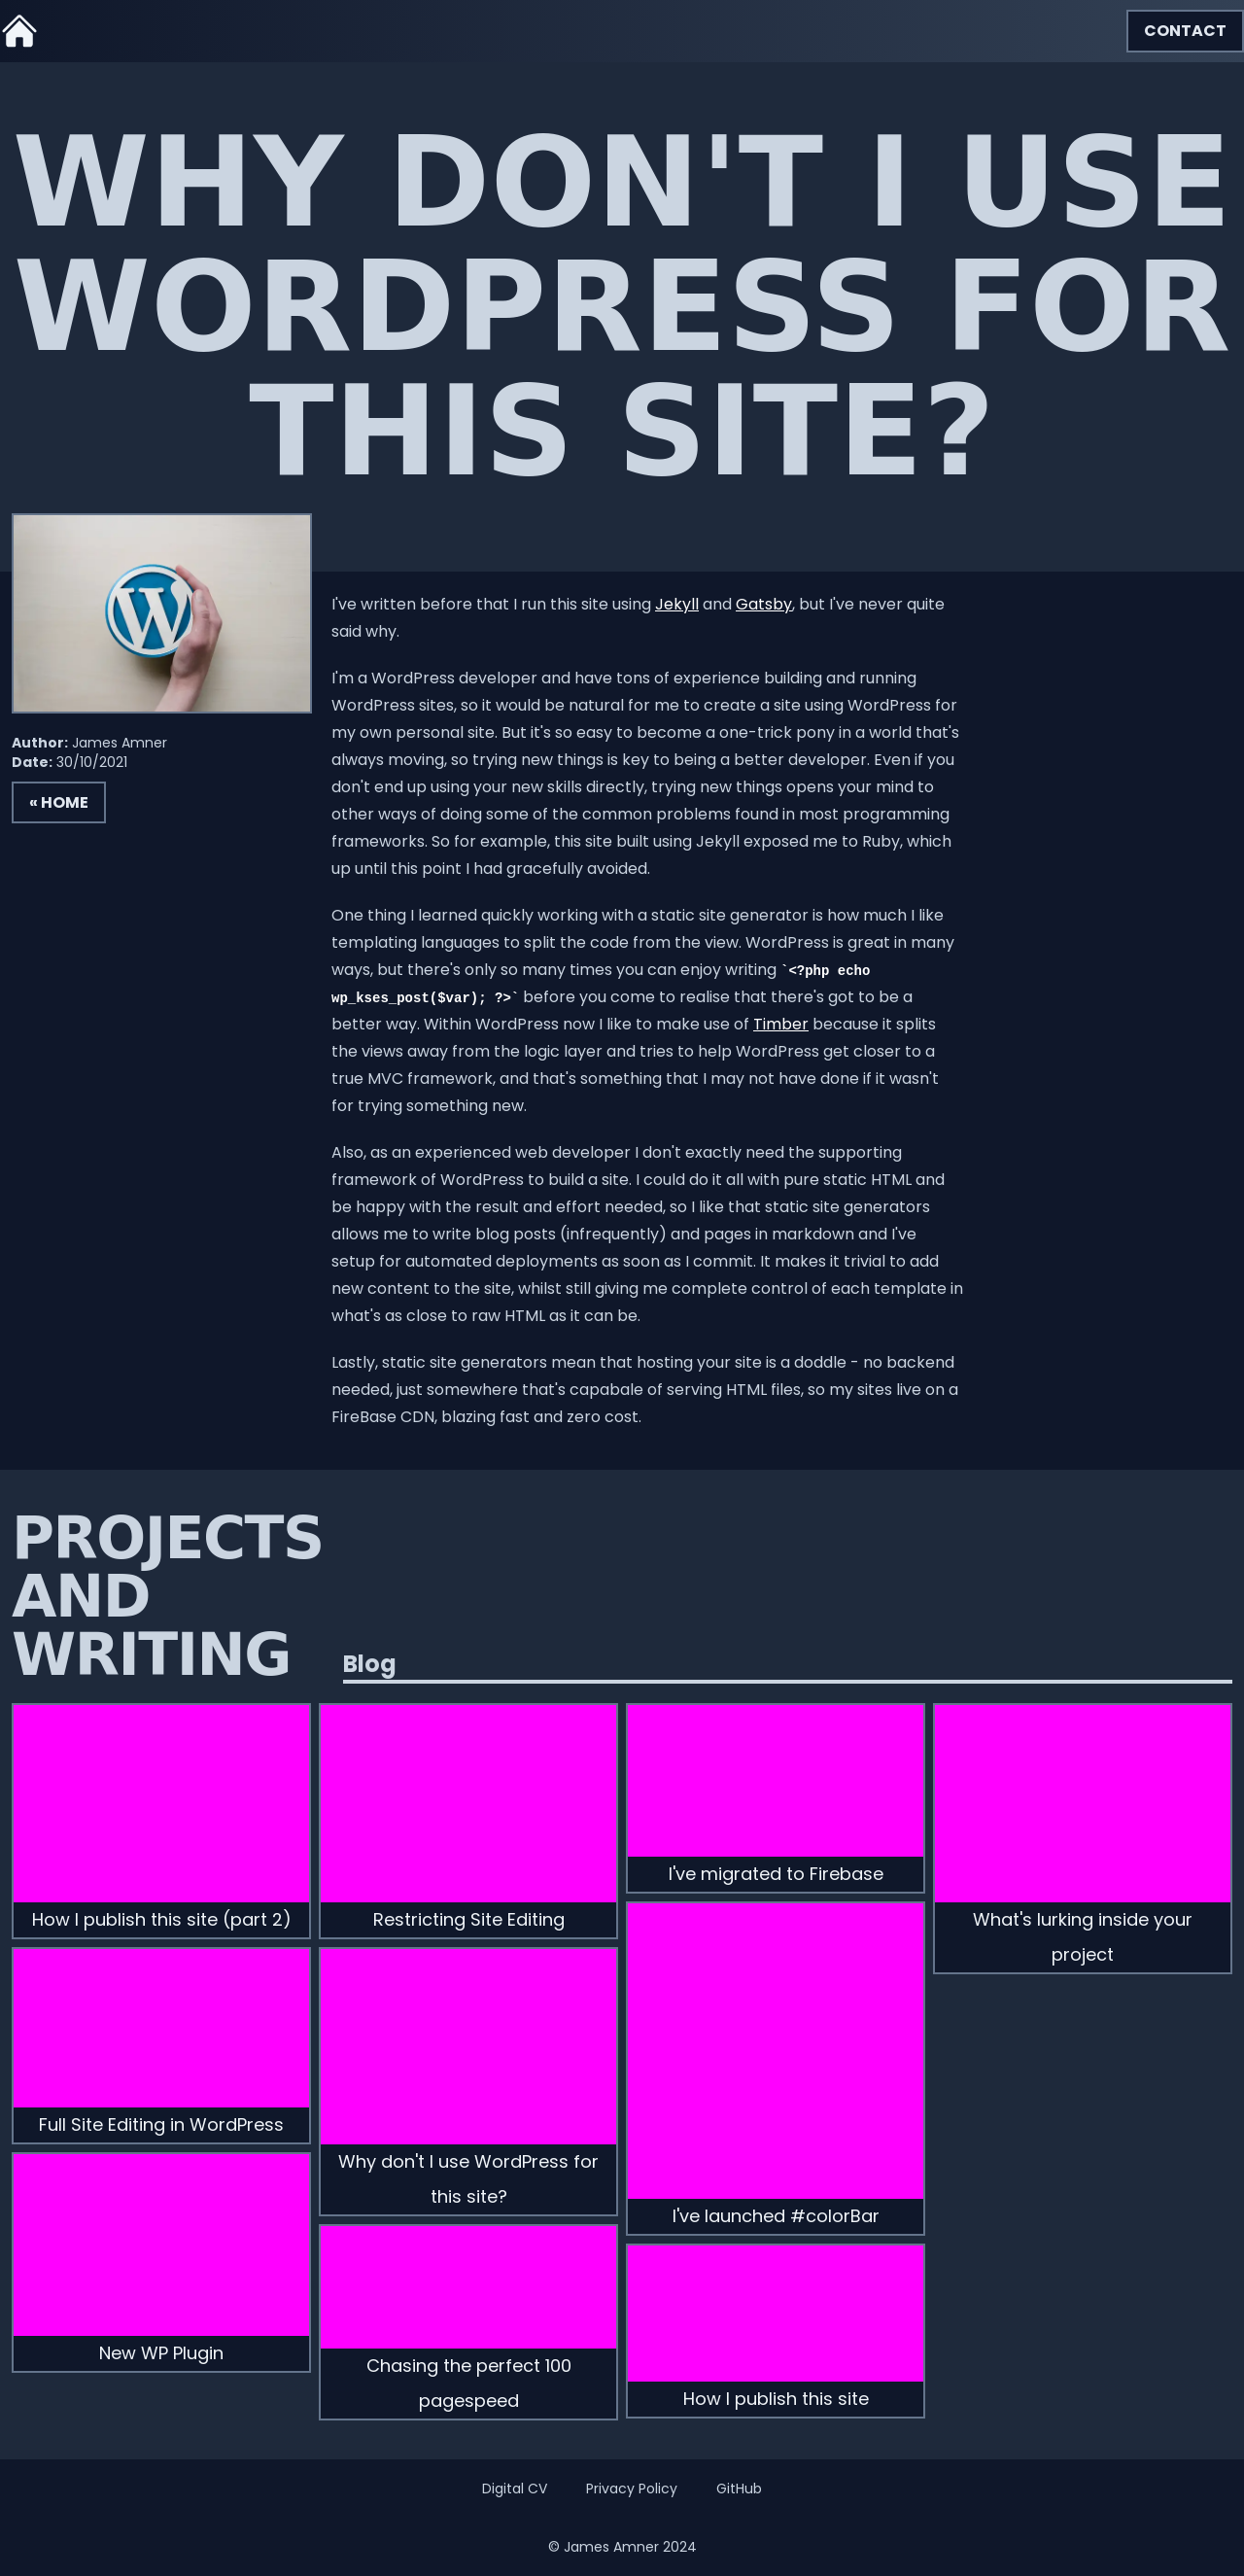 CONTACT
WHY DON'T I USE
WORDPRESS FOR
THIS SITE?
I've written before that I run this site using Jekyll and Gatsby, but I've never quite
said why.
I'm a WordPress developer and have tons of experience building and running
WordPress sites, so it would be natural for me to create a site using WordPress for
my own personal site. But it's so easy to become a one-trick pony in a world that's
always moving, so trying new things is key to being a better developer. Even if you
don't end up using your new skills directly, trying new things opens your mind to
other ways of doing some of the common problems found in most programming
frameworks. So for example, this site built using Jekyll exposed me to Ruby, which
up until this point I had gracefully avoided.
Author: James Amner
Date: 30/10/2021
« HOME
One thing I learned quickly working with a static site generator is how much I like
templating languages to split the code from the view. WordPress is great in many
ways, but there's only so many times you can enjoy writing `<?php echo
wp_kses_post($var); ?>` before you come to realise that there's got to be a
better way. Within WordPress now I like to make use of Timber because it splits
the views away from the logic layer and tries to help WordPress get closer to a
true MVC framework, and that's something that I may not have done if it wasn't
for trying something new.
Also, as an experienced web developer I don't exactly need the supporting
framework of WordPress to build a site. I could do it all with pure static HTML and
be happy with the result and effort needed, so I like that static site generators
allows me to write blog posts (infrequently) and pages in markdown and I've
setup for automated deployments as soon as I commit. It makes it trivial to add
new content to the site, whilst still giving me complete control of each template in
what's as close to raw HTML as it can be.
Lastly, static site generators mean that hosting your site is a doddle - no backend
needed, just somewhere that's capabale of serving HTML files, so my sites live on a
FireBase CDN, blazing fast and zero cost.
PROJECTS
AND
WRITING
Blog
How I publish this site (part 2)
Full Site Editing in WordPress
New WP Plugin
Restricting Site Editing
Why don't I use WordPress for
this site?
Chasing the perfect 100
pagespeed
I've migrated to Firebase
I've launched #colorBar
How I publish this site
What's lurking inside your
project
Digital CV
Privacy Policy
GitHub
© James Amner 2024